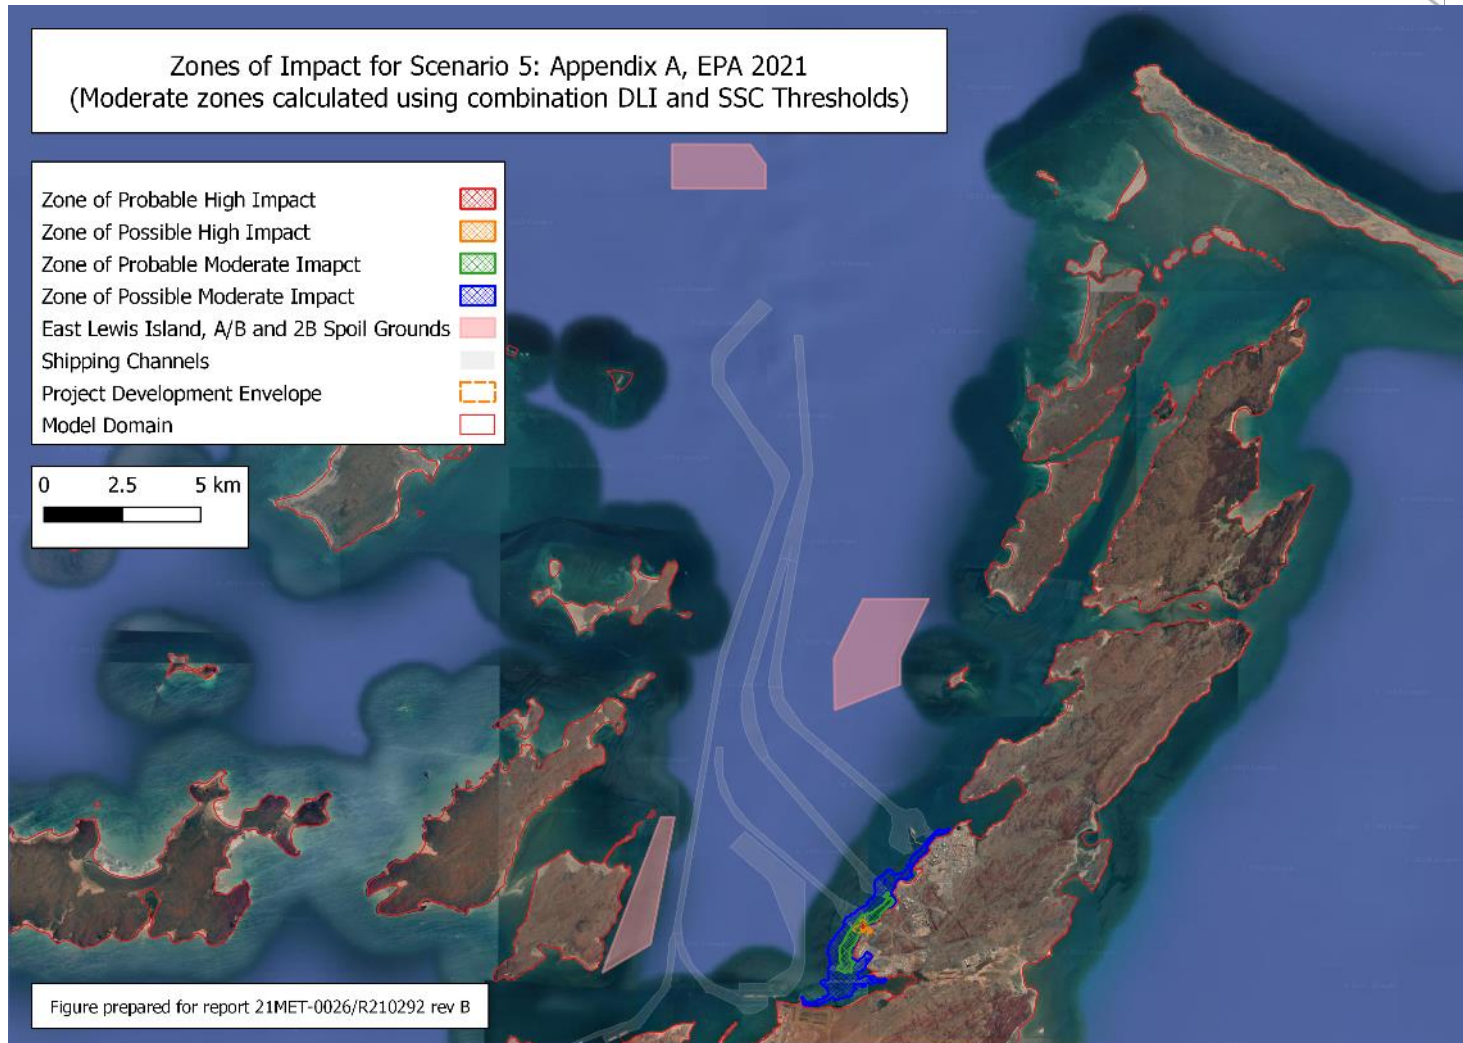 Zones of Impact for Scenario 5: Appendix A, EPA 2021
(Moderate zones calculated using combination DLI and SSC Thresholds)
Zone of Probable High Impact
Zone of Possible High Impact
Zone of Probable Moderate Imapct
Zone of Possible Moderate Impact
East Lewis Island, A/B and 2B Spoil Grounds
Shipping Channels
Project Development Envelope
Model Domain
0 2.5 5 km
Figure prepared for report 21MET-0026/R210292 rev B